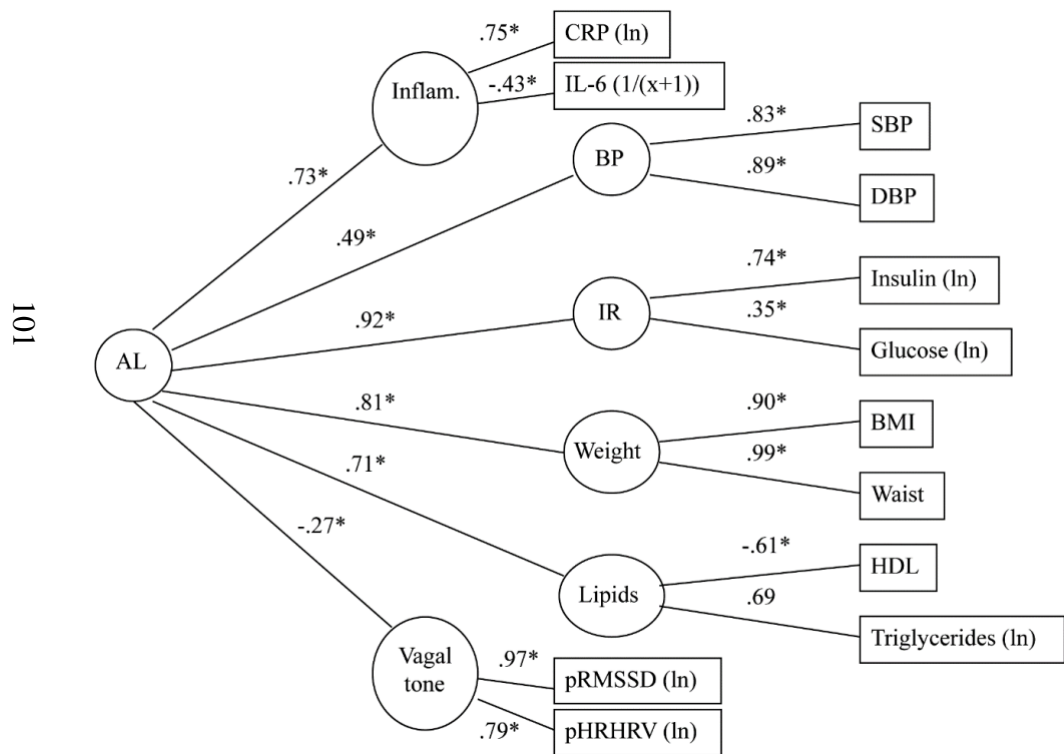 .75*
CRP (ln)
Inflam.
-.43*
IL-6 (1/(x+1))
.83*
SBP
BP
.89*
DBP
.73*
.49*
.74*
Insulin (ln)
IR
.35*
Glucose (ln)
101
.92*
AL
.81*
.90*
BMI
Weight
.99*
Waist
.71*
-.27*
-.61*
HDL
Lipids
.69
Triglycerides (ln)
Vagal
tone
.97*
pRMSSD (ln)
.79*
pHRHRV (ln)